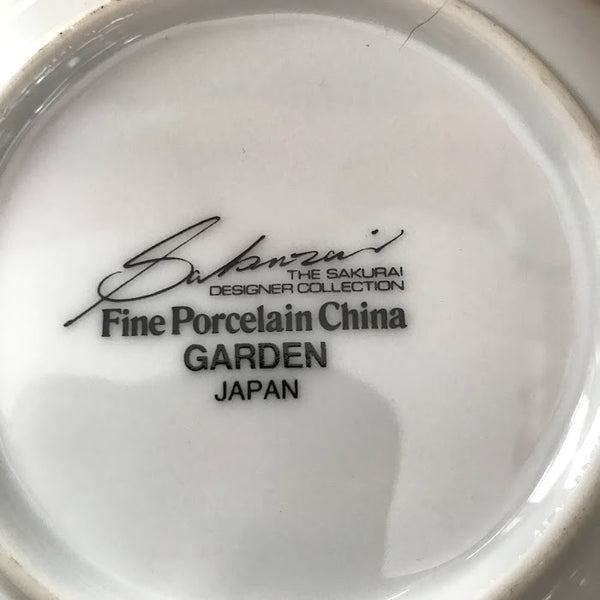 Sakurai
THE SAKURAI
DESIGNER COLLECTION
Fine Porcelain China
GARDEN
JAPAN